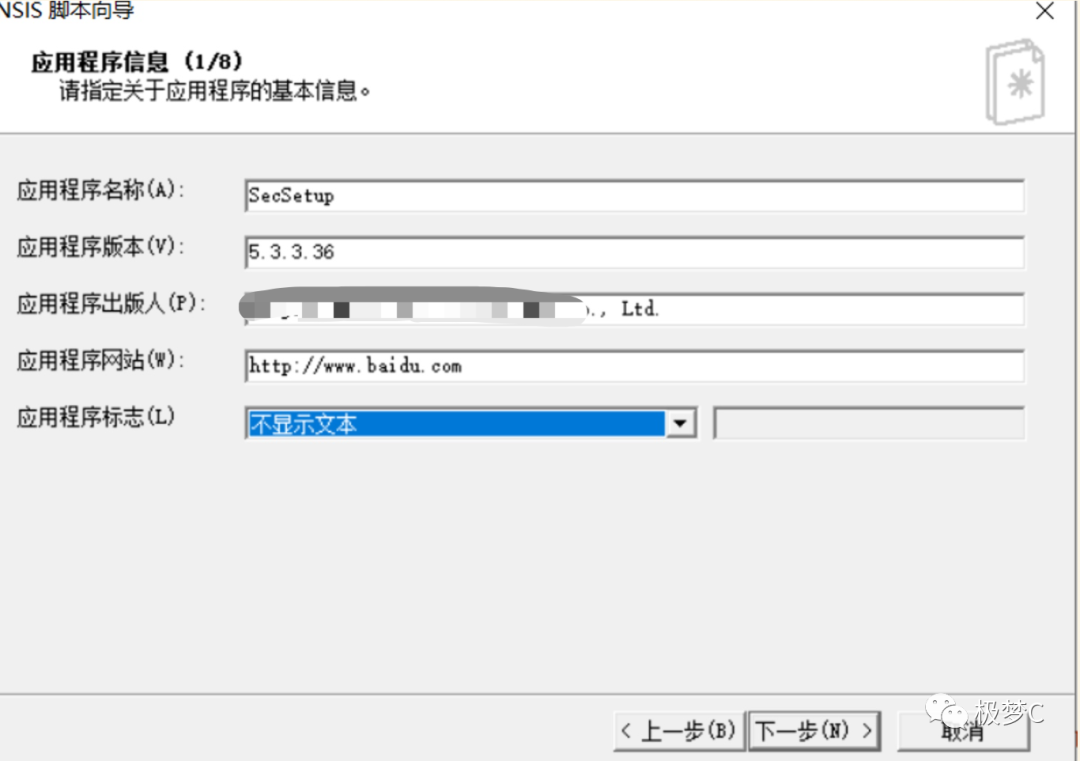 NSIS 脚本向导
应用程序信息 (1/8)
请指定关于应用程序的基本信息。
应用程序名称(A): SecSetup
应用程序版本(V): 5.3.3.36
应用程序出版人(P): ., Ltd.
应用程序网站(W): http://www.baidu.com
应用程序标志(L) 不显示文本
< 上一步(B) 下一步(N) > 取消
极梦C